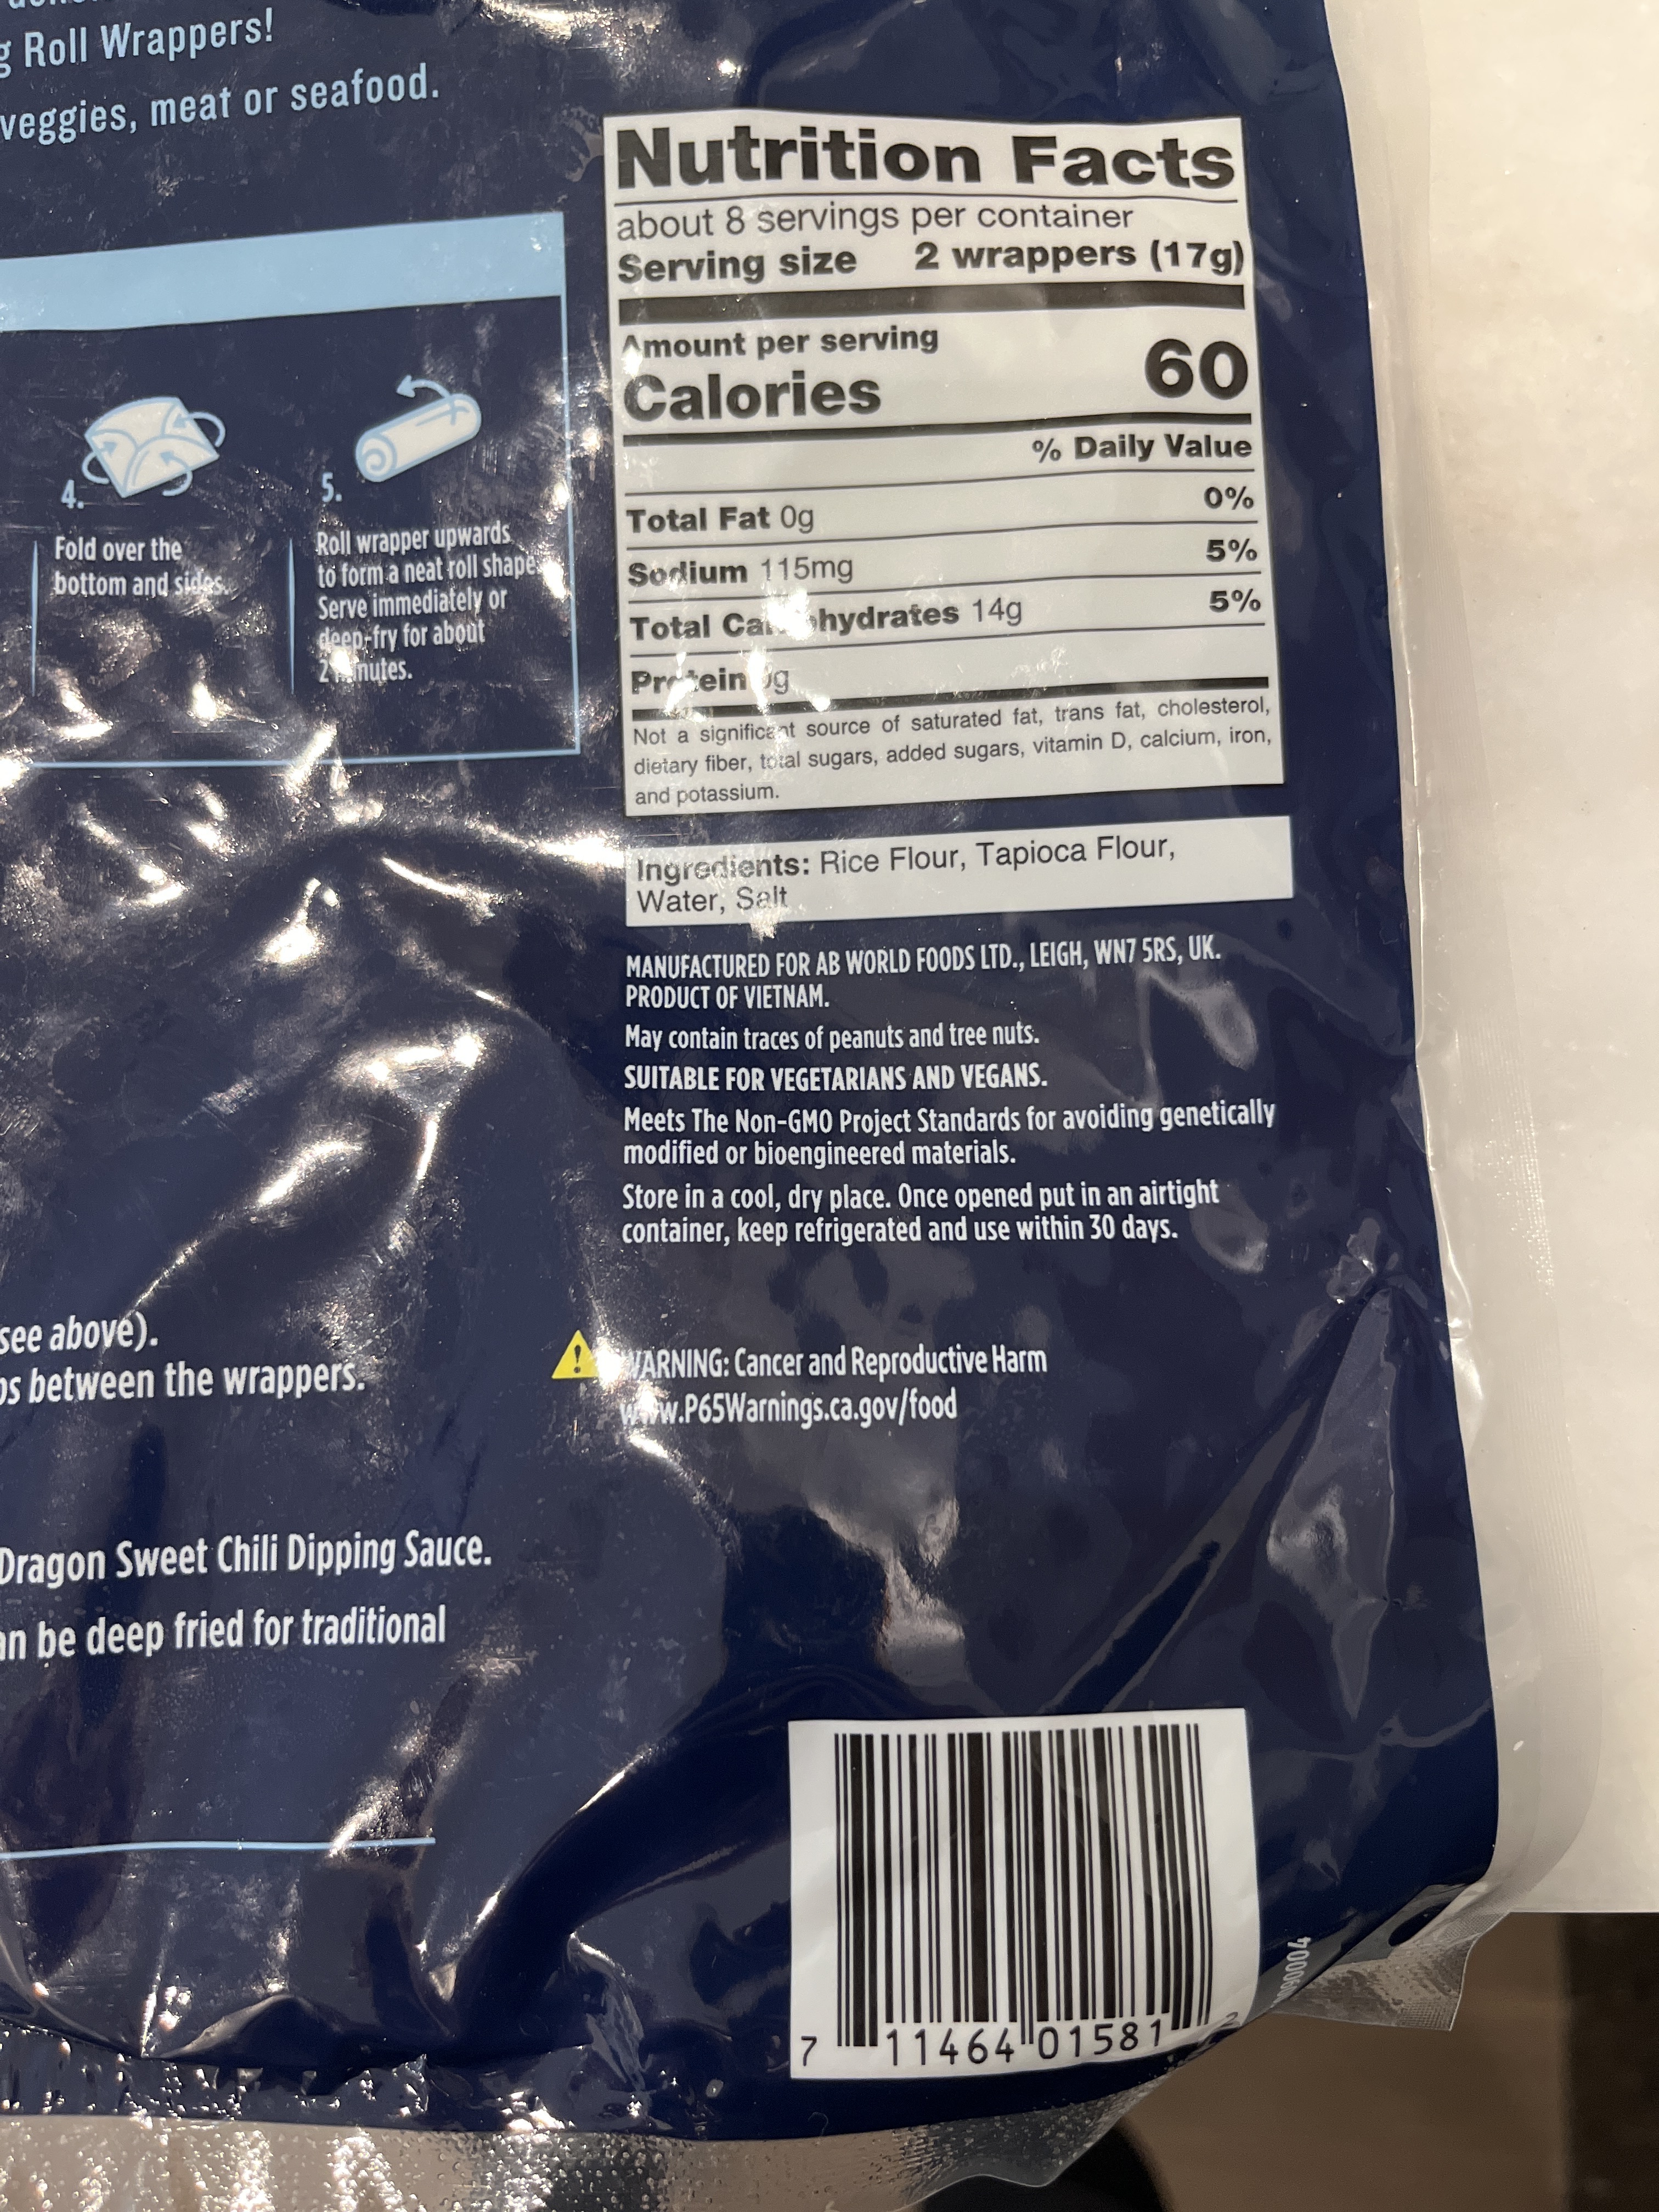 Roll Wrappers!
veggies, meat or seafood.
4.
Fold over the
bottom and sides.
5.
Roll wrapper upwards
to form a neat roll shape.
Serve immediately or
deep-fry for about
2 minutes.
Nutrition Facts
about 8 servings per container
Serving size 2 wrappers (17g)
Amount per serving
Calories 60
% Daily Value
Total Fat 0g 0%
Sodium 115mg 5%
Total Carbohydrates 14g 5%
Protein 0g
Not a significant source of saturated fat, trans fat, cholesterol,
dietary fiber, total sugars, added sugars, vitamin D, calcium, iron,
and potassium.
Ingredients: Rice Flour, Tapioca Flour,
Water, Salt
MANUFACTURED FOR AB WORLD FOODS LTD., LEIGH, WN7 5RS, UK.
PRODUCT OF VIETNAM.
May contain traces of peanuts and tree nuts.
SUITABLE FOR VEGETARIANS AND VEGANS.
Meets The Non-GMO Project Standards for avoiding genetically
modified or bioengineered materials.
Store in a cool, dry place. Once opened put in an airtight
container, keep refrigerated and use within 30 days.
see above).
between the wrappers.
WARNING: Cancer and Reproductive Harm
www.P65Warnings.ca.gov/food
Dragon Sweet Chili Dipping Sauce.
be deep fried for traditional
7 11464 01581 2